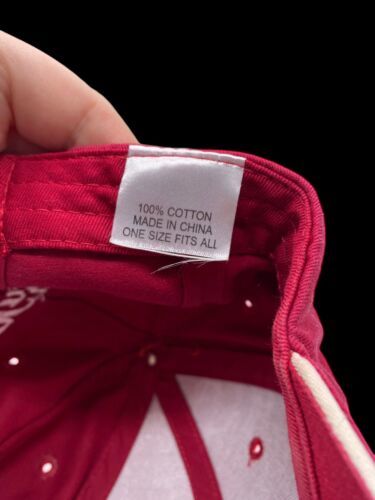 100% COTTON
MADE IN CHINA
ONE SIZE FITS ALL